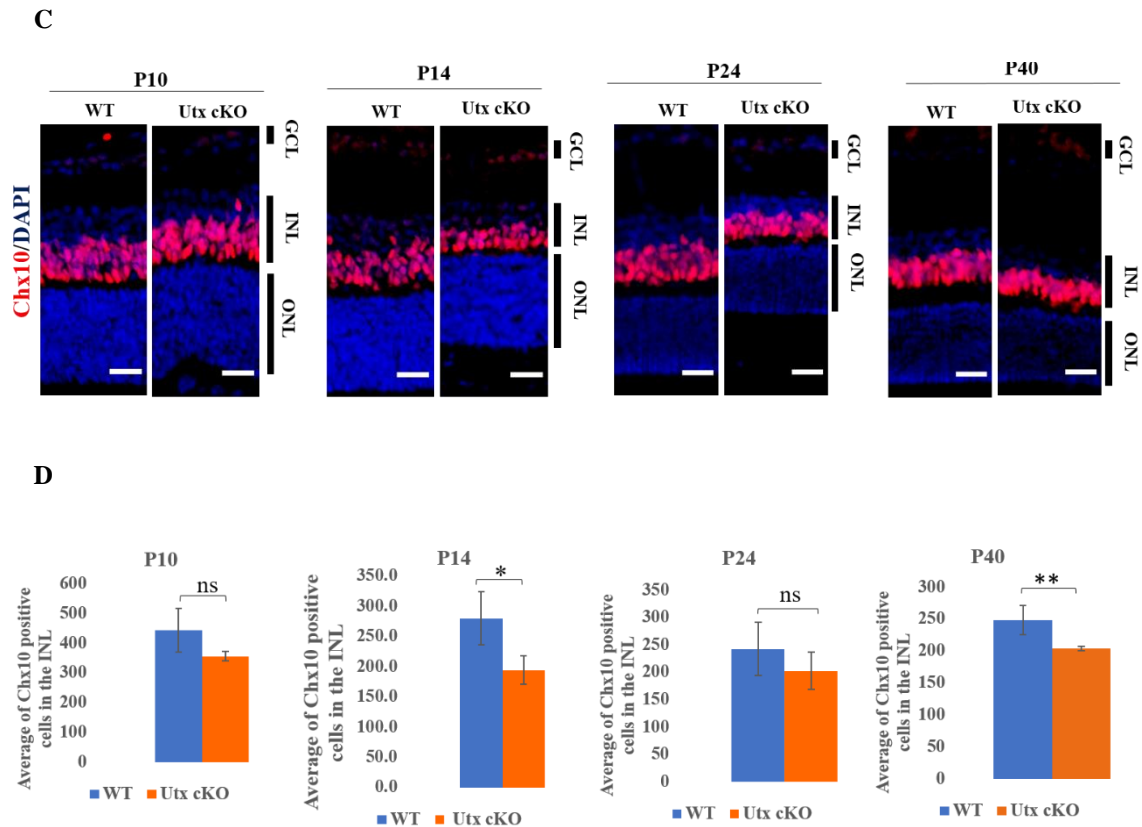 C
P10
P14
P24
P40
WT
Utx cKO
WT
Utx cKO
WT
Utx cKO
WT
Utx cKO
Chx10/DAPI
GCL
INL
ONL
GCL
INL
ONL
GCL
INL
ONL
GCL
INL
ONL
D
P10
Average of Chx10 positive
cells in the INL
600
500
400
300
200
100
0
ns
WT
Utx cKO
P14
Average of Chx10 positive
cells in the INL
350.0
300.0
250.0
200.0
150.0
100.0
50.0
0.0
*
WT
Utx cKO
P24
Average of Chx10 positive
cells in the INL
350
300
250
200
150
100
50
0
ns
WT
Utx cKO
P40
Average of Chx10 positive
cells in the INL
300
250
200
150
100
50
0
**
WT
Utx cKO